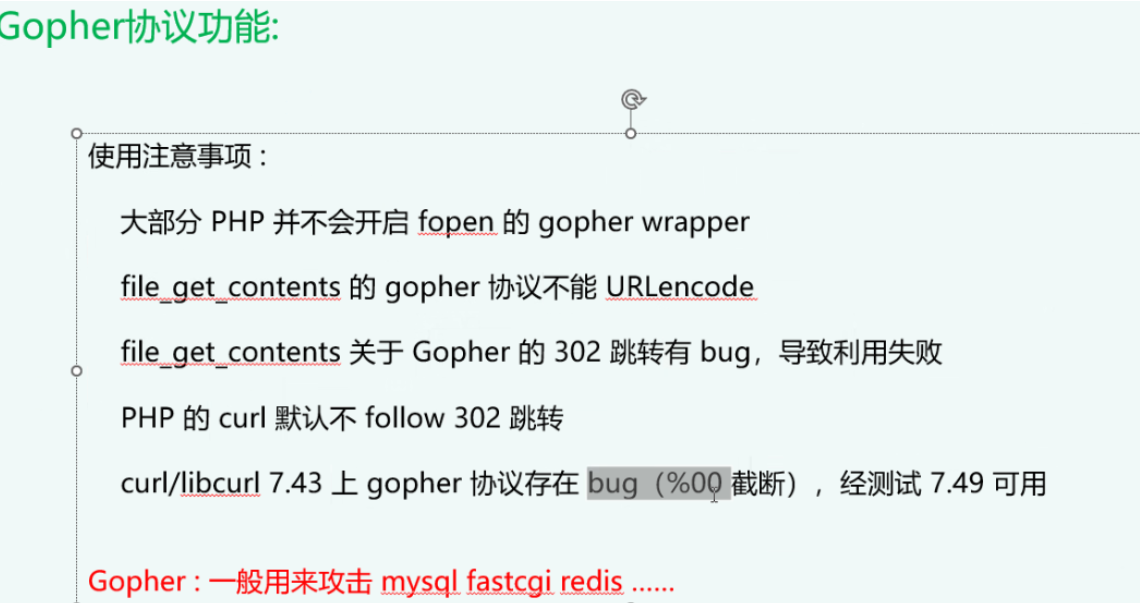 Gopher协议功能:
使用注意事项：
大部分 PHP 并不会开启 fopen 的 gopher wrapper
file_get_contents 的 gopher 协议不能 URLencode
file_get_contents 关于 Gopher 的 302 跳转有 bug，导致利用失败
PHP 的 curl 默认不 follow 302 跳转
curl/libcurl 7.43 上 gopher 协议存在 bug（%00 截断），经测试 7.49 可用
Gopher : 一般用来攻击 mysql fastcgi redis ......